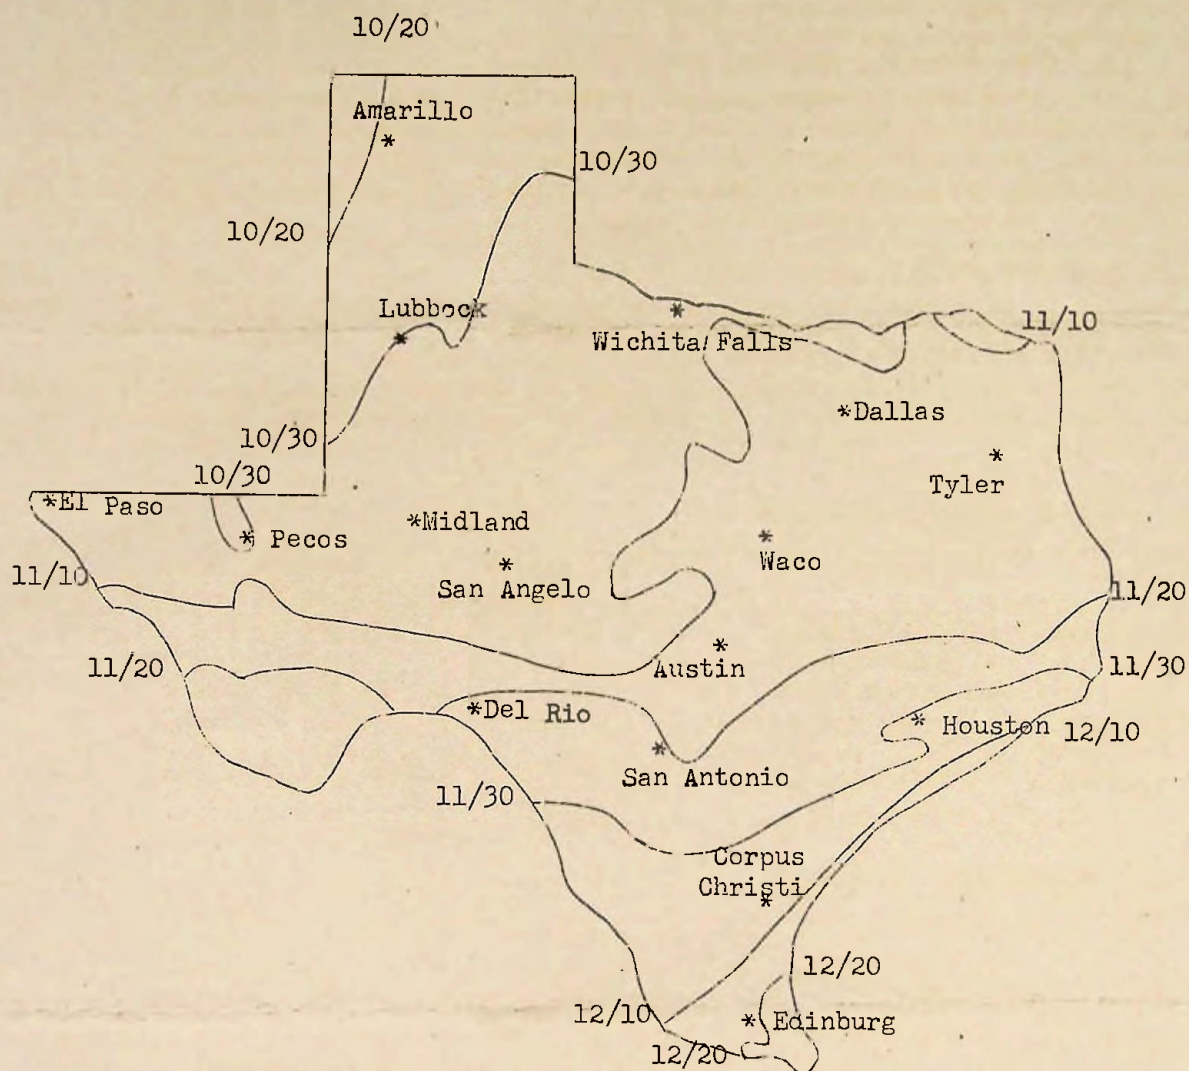 10/20
Amarillo
*
10/30
10/20
Lubbock
*
*
Wichita Falls
11/10
*Dallas
10/30
10/30
*
Tyler
*El Paso
*Midland
* Pecos
*
Waco
*
San Angelo
11/10
11/20
*
Austin
11/20
11/30
*Del Rio
*
Houston
12/10
*
San Antonio
11/30
Corpus
Christi
*
12/20
12/10
* Edinburg
12/20